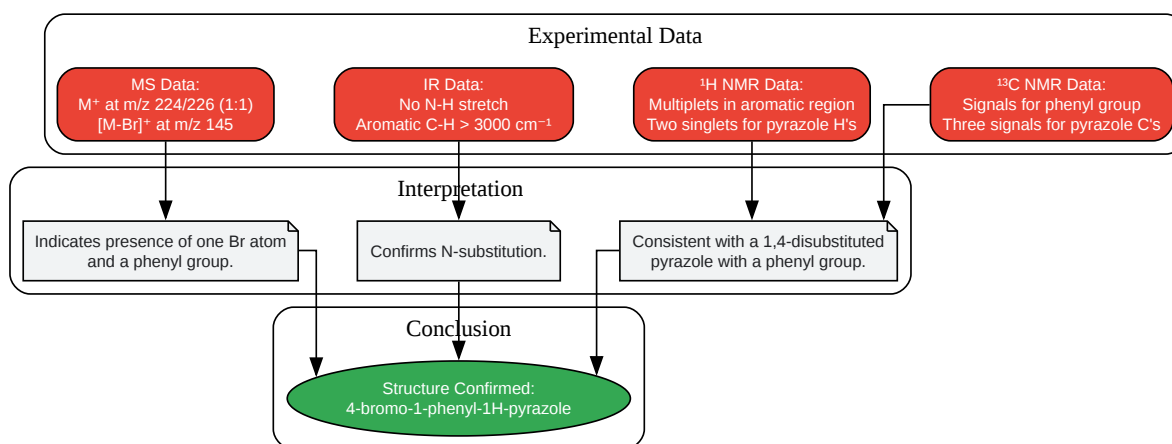 Experimental Data
MS Data:
M⁺ at m/z 224/226 (1:1)
[M-Br]⁺ at m/z 145
IR Data:
No N-H stretch
Aromatic C-H > 3000 cm⁻¹
¹H NMR Data:
Multiplets in aromatic region
Two singlets for pyrazole H's
¹³C NMR Data:
Signals for phenyl group
Three signals for pyrazole C's
Interpretation
Indicates presence of one Br atom
and a phenyl group.
Confirms N-substitution.
Consistent with a 1,4-disubstituted
pyrazole with a phenyl group.
Conclusion
Structure Confirmed:
4-bromo-1-phenyl-1H-pyrazole